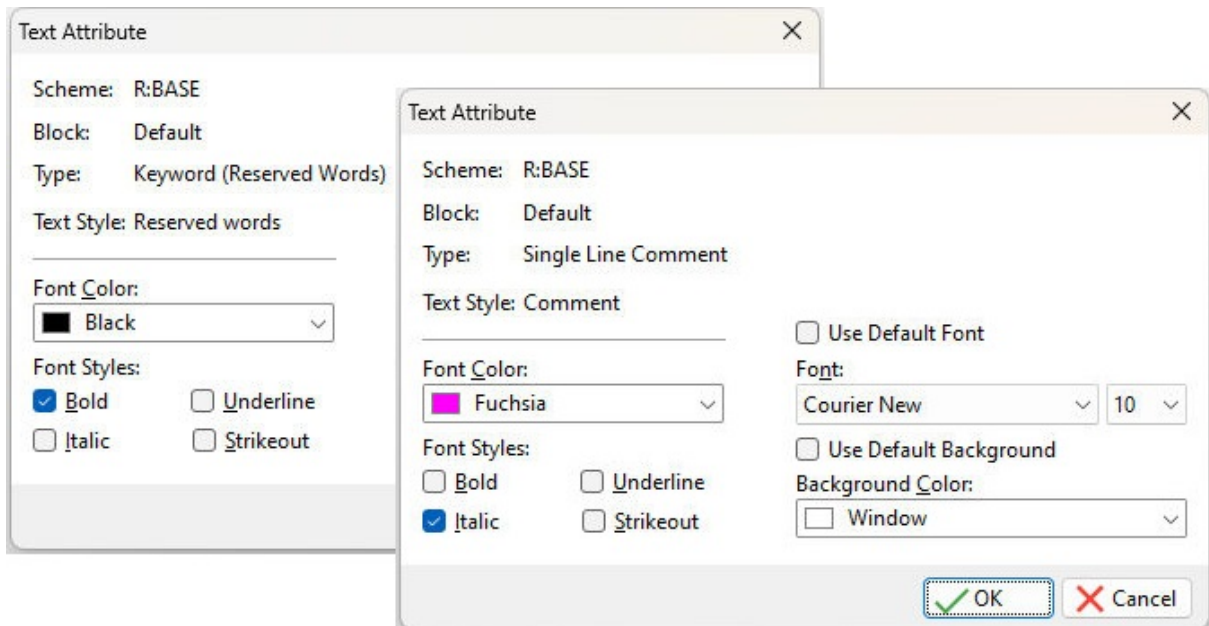 Text Attribute
Scheme: R:BASE
Block: Default
Type: Keyword (Reserved Words)
Text Style: Reserved words
Font Color:
Black
Font Styles:
Bold Underline
Italic Strikeout
Text Attribute
Scheme: R:BASE
Block: Default
Type: Single Line Comment
Text Style: Comment
Font Color:
Fuchsia
Font Styles:
Bold Underline
Italic Strikeout
Use Default Font
Font:
Courier New 10
Use Default Background
Background Color:
Window
OK Cancel